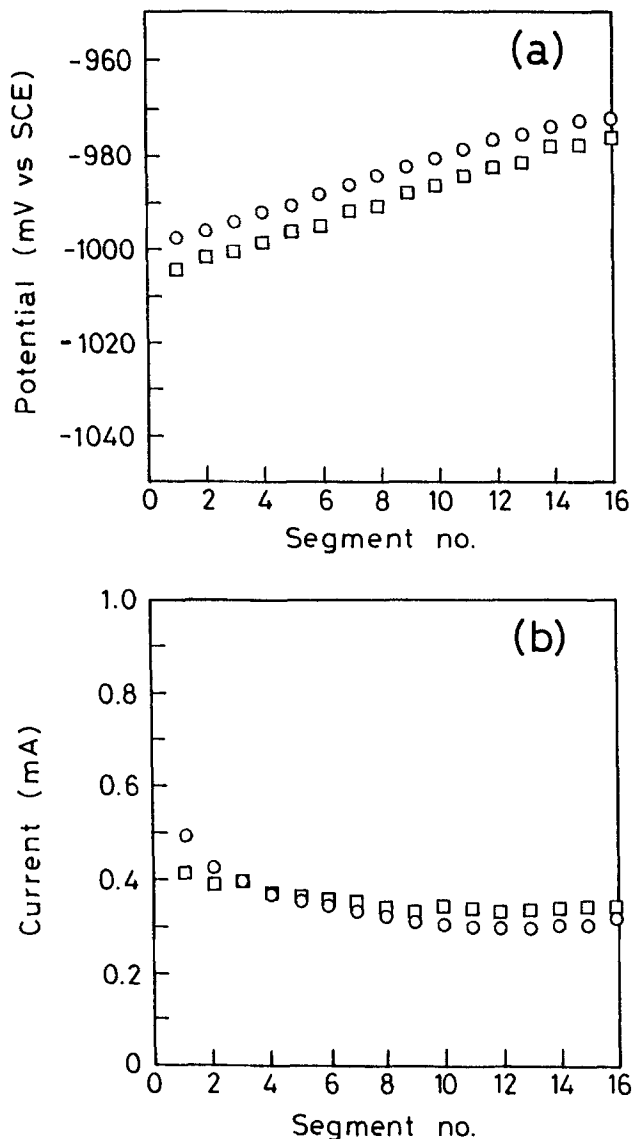 (a)
Potential (mV vs SCE)
-960
-980
-1000
-1020
-1040
0 2 4 6 8 10 12 14 16
Segment no.
(b)
Current (mA)
1.0
0.8
0.6
0.4
0.2
0
0 2 4 6 8 10 12 14 16
Segment no.